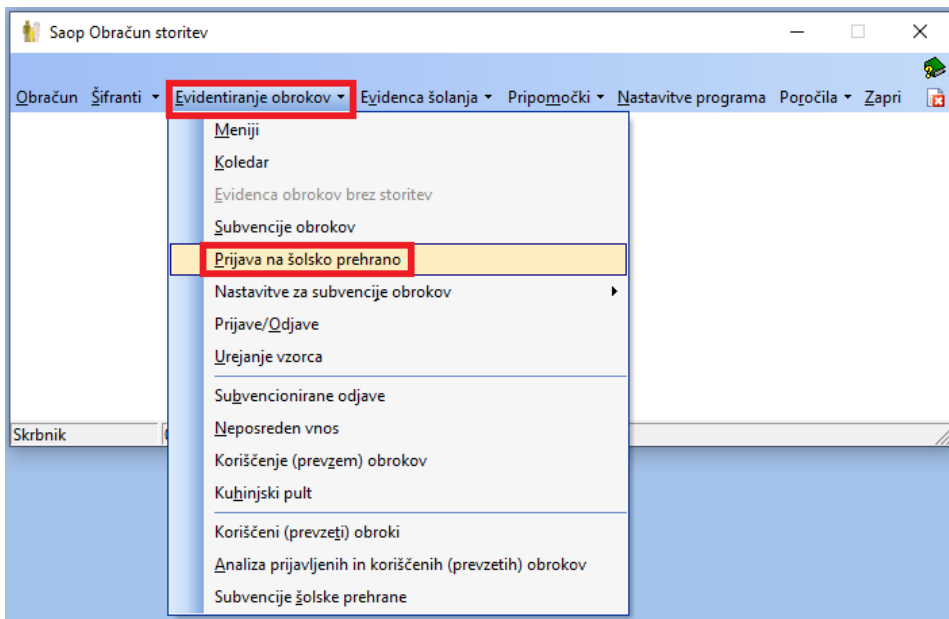 Saop Obračun storitev
Obračun Šifranti Evidentiranje obrokov Evidenca šolanja Pripomočki Nastavitve programa Poročila Zapri
Meniji
Koledar
Evidenca obrokov brez storitev
Subvencije obrokov
Prijava na šolsko prehrano
Nastavitve za subvencije obrokov
Prijave/Odjave
Urejanje vzorca
Subvencionirane odjave
Neposreden vnos
Skrbnik
Koriščenje (prevzem) obrokov
Kuhinjski pult
Koriščeni (prevzeti) obroki
Analiza prijavljenih in koriščenih (prevzetih) obrokov
Subvencije šolske prehrane